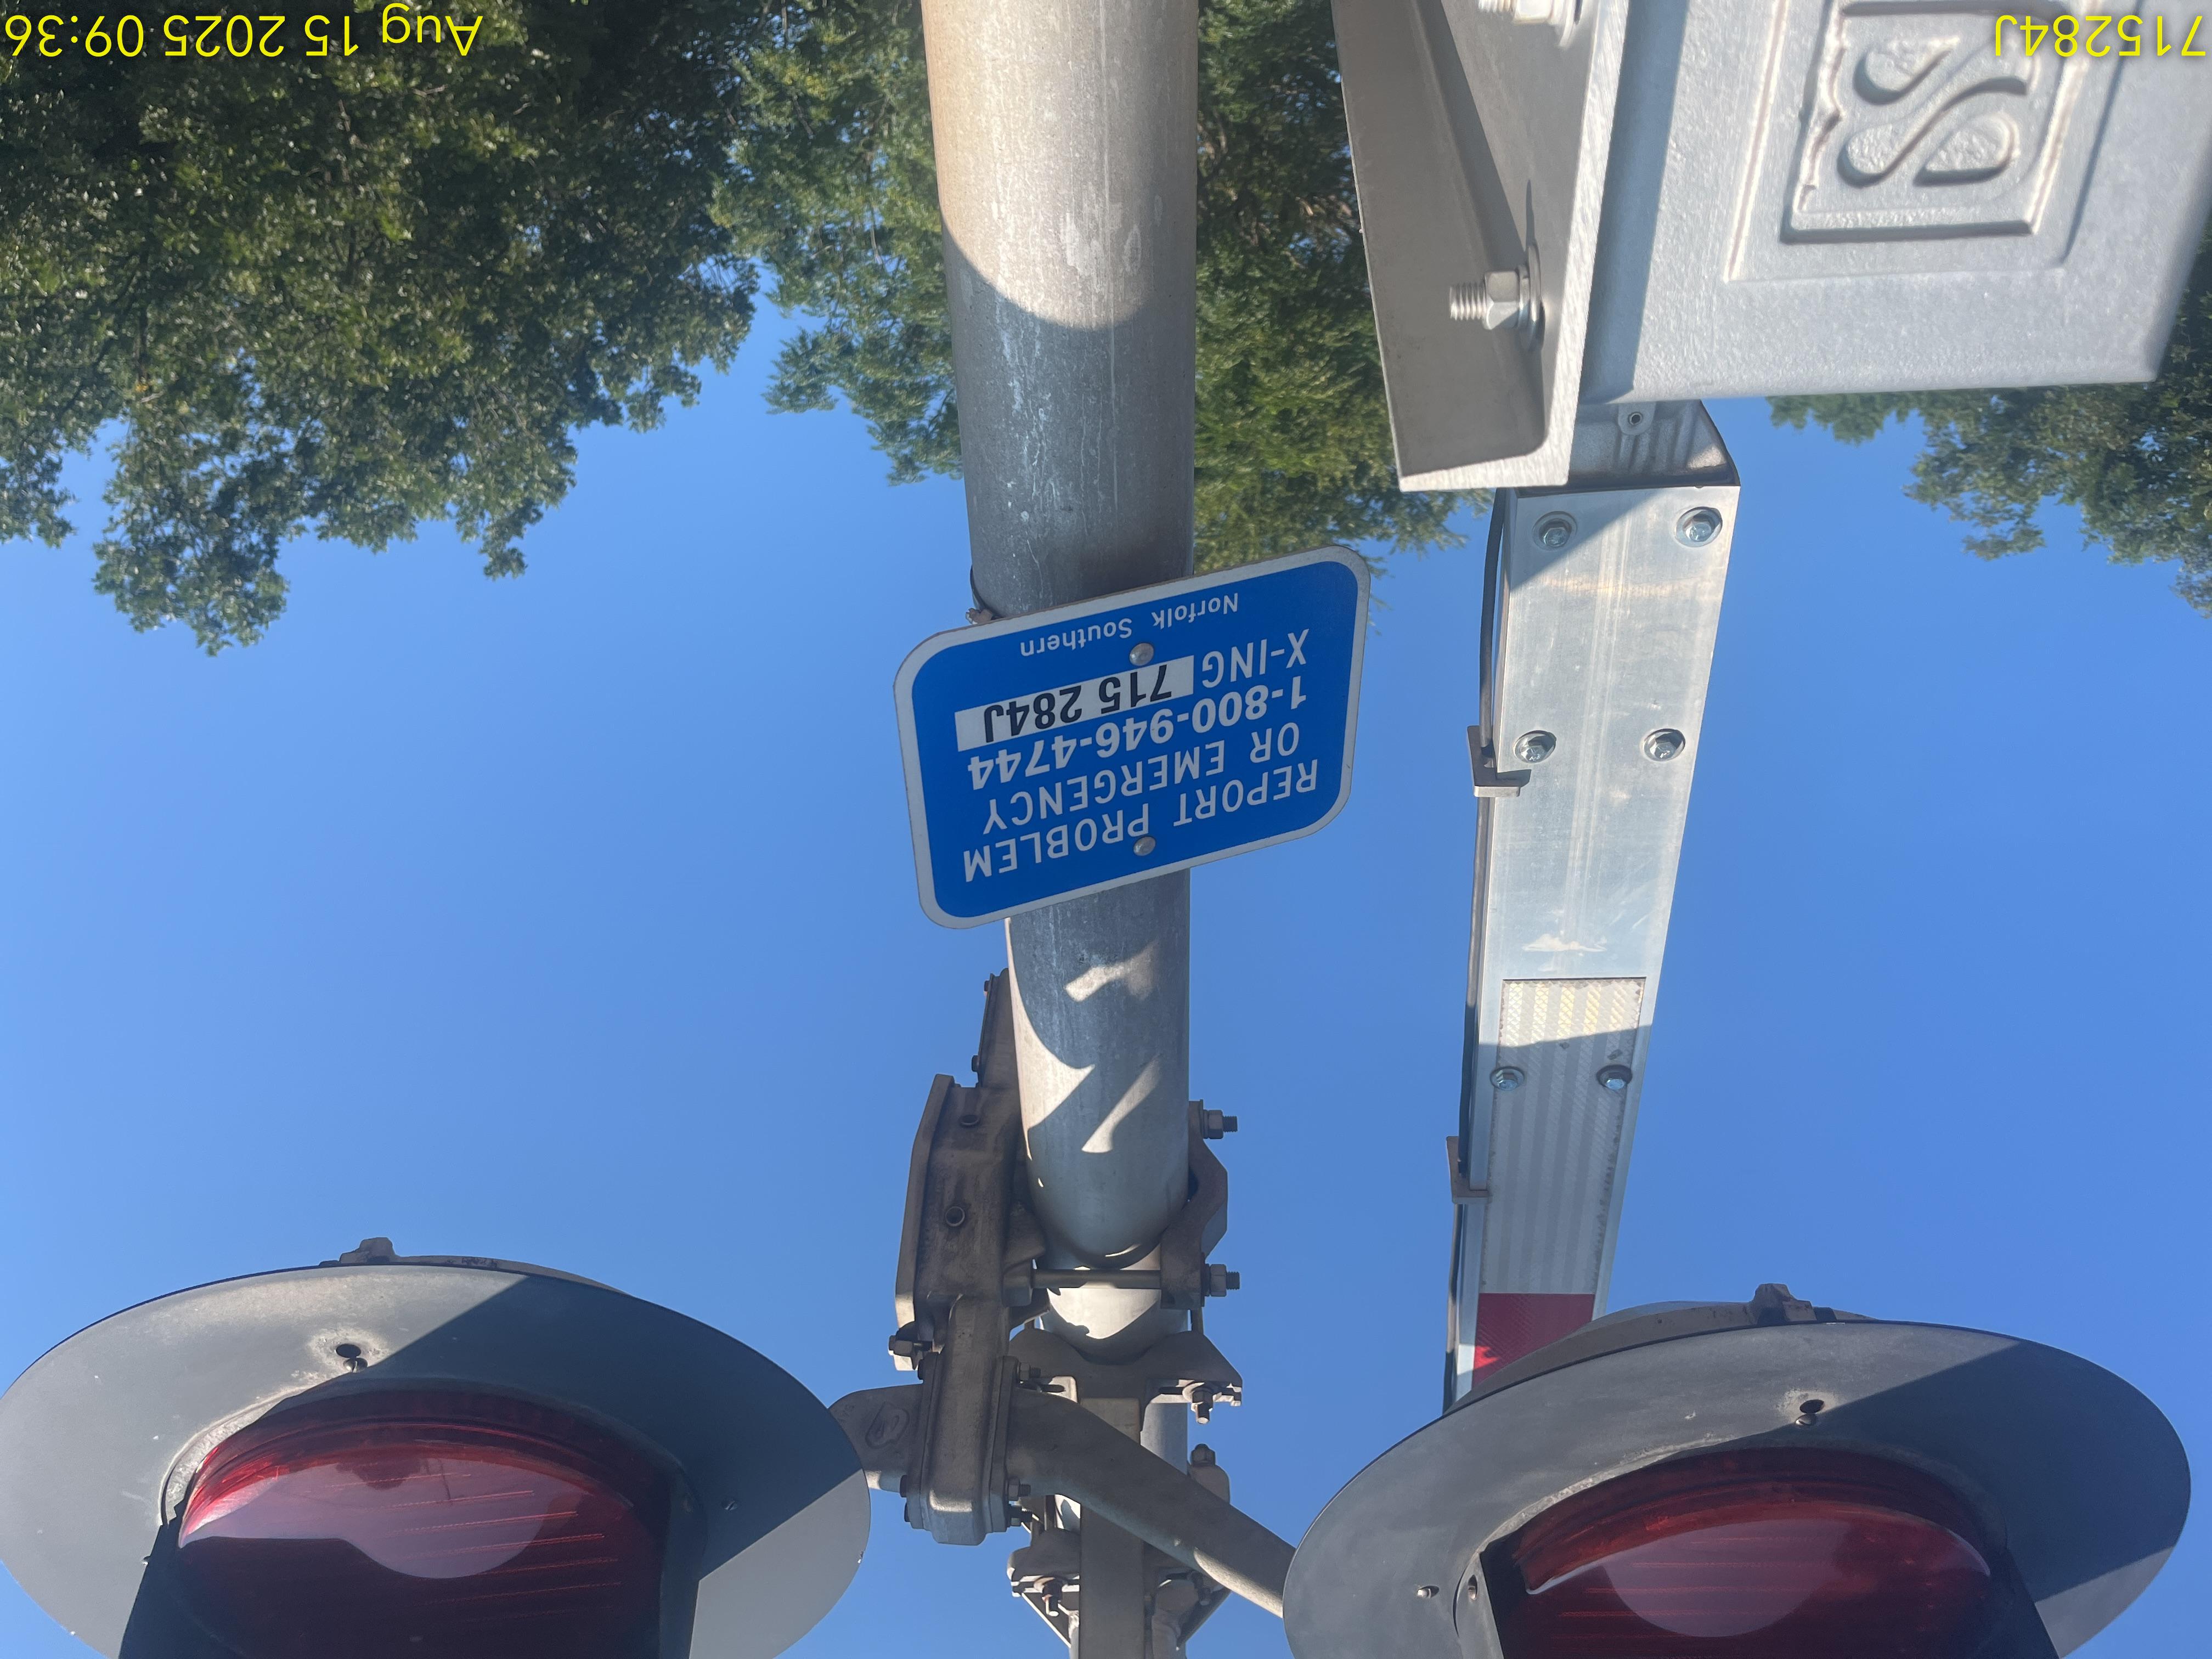 REPORT PROBLEM
OR EMERGENCY
1-800-946-4744
X-ING 715 284J
Norfolk Southern
715284J
Aug 15 2025 09:36